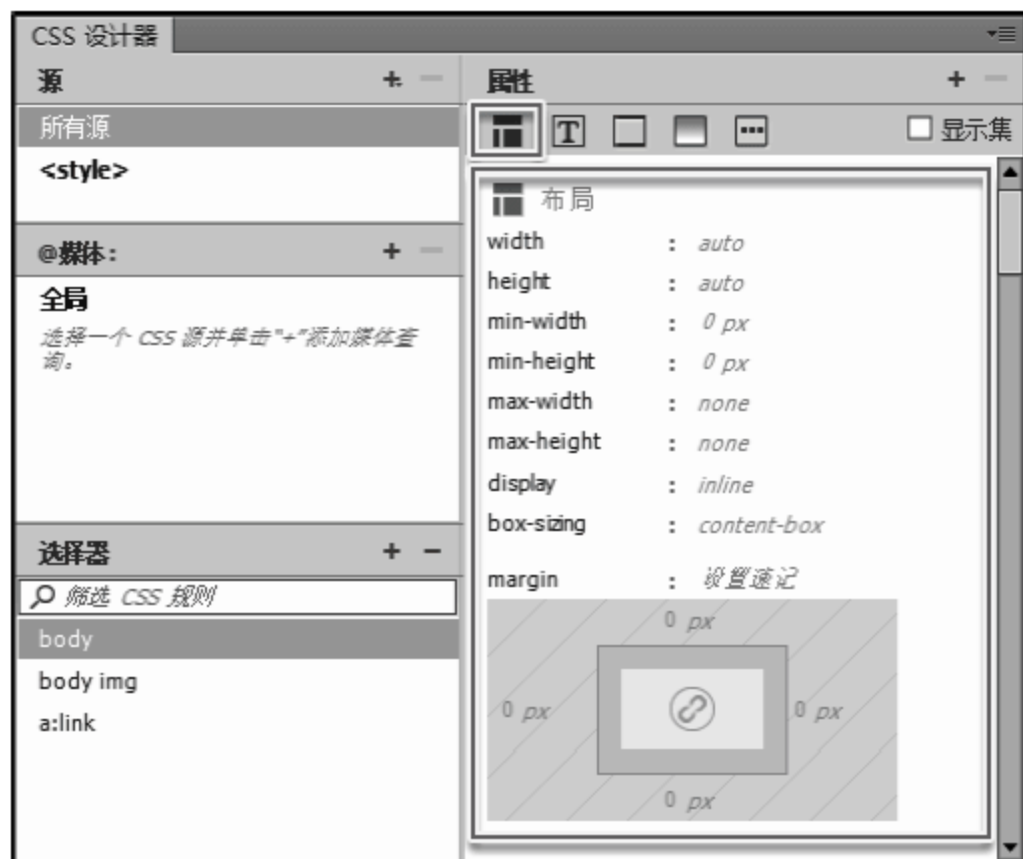 CSS 设计器
源
所有源
<style>
@媒体:
全局
选择一个 CSS 源并单击"+"添加媒体查
询。
选择器
筛选 CSS 规则
body
body img
a:link
属性
T
显示集
布局
width : auto
height : auto
min-width : 0 px
min-height : 0 px
max-width : none
max-height : none
display : inline
box-sizing : content-box
margin : 设置速记
0 px
0 px 0 px
0 px